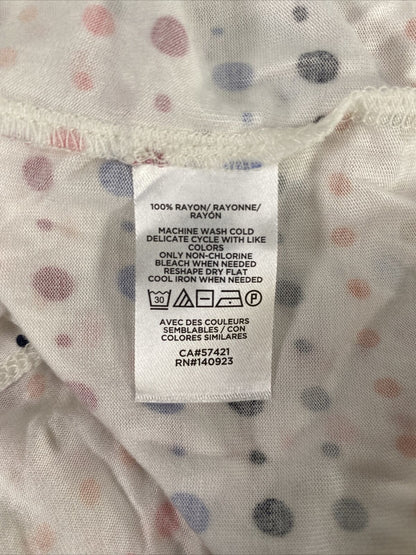 100% RAYON/ RAYONNE/
RAYÓN
MACHINE WASH COLD
DELICATE CYCLE WITH LIKE
COLORS
ONLY NON-CHLORINE
BLEACH WHEN NEEDED
RESHAPE DRY FLAT
COOL IRON WHEN NEEDED
30 P
AVEC DES COULEURS
SEMBLABLES / CON
COLORES SIMILARES
CA#57421
RN#140923